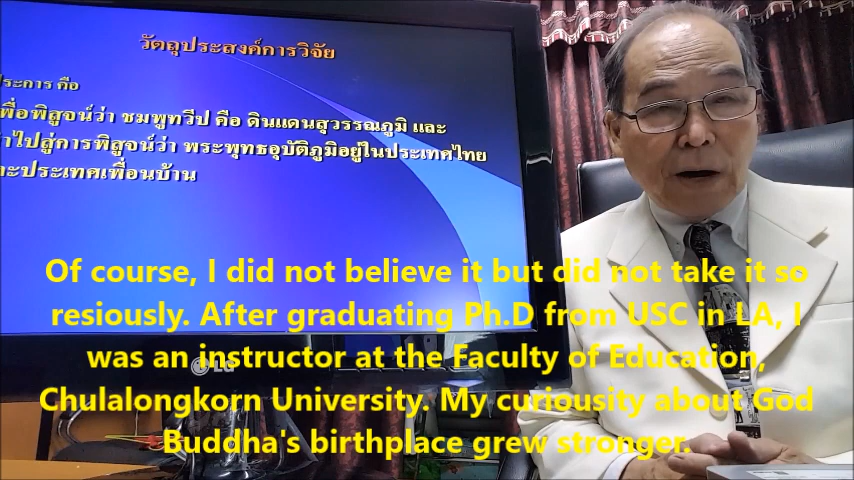 วัตถุประสงค์การวิจัย
ประการ คือ
เพื่อพิสูจน์ว่า ชมพูทวีป คือ ดินแดนสุวรรณภูมิ และ
นำไปสู่การพิสูจน์ว่า พระพุทธอุบัติภูมิอยู่ในประเทศไทย
และประเทศเพื่อนบ้าน
Of course, I did not believe it but did not take it so
resiously. After graduating Ph.D from USC in LA, I
was an instructor at the Faculty of Education,
Chulalongkorn University. My curiousity about God
Buddha's birthplace grew stronger.
LG